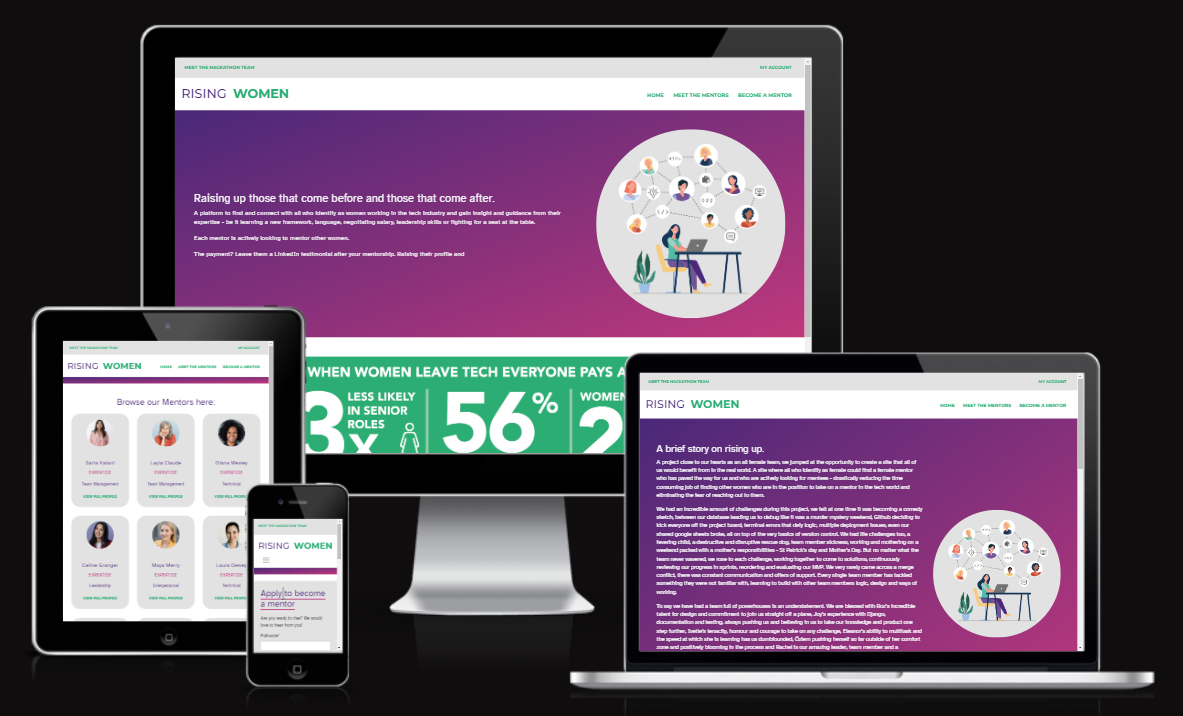 MEET THE HACKATHON TEAM
MY ACCOUNT
RISING WOMEN
HOME MEET THE MENTORS BECOME A MENTOR
Raising up those that come before and those that come after.
A platform to find and connect with all who identify as women working in the tech industry and gain insight and guidance from their
expertise – be it learning a new framework, language, negotiating salary, leadership skills or fighting for a seat at the table.
Each mentor is actively looking to mentor other women.
The payment? Leave them a LinkedIn testimonial after your mentorship. Raising their profile and
WHEN WOMEN LEAVE TECH EVERYONE PAYS A
3X LESS LIKELY
IN SENIOR
ROLES
56%
WOMEN
2
MEET THE HACKATHON TEAM
MY ACCOUNT
RISING WOMEN
HOME MEET THE MENTORS BECOME A MENTOR
Browse our Mentors here:
Layla Claude
Diana Wesley
EXPERTISE
EXPERTISE
EXPERTISE
Team Management
Team Management
Technical
VIEW FULL PROFILE
VIEW FULL PROFILE
VIEW FULL PROFILE
Celine Granger
Maya Merry
Laura Dewey
EXPERTISE
EXPERTISE
EXPERTISE
Leadership
Interpersonal
Technical
VIEW FULL PROFILE
VIEW FULL PROFILE
VIEW FULL PROFILE
MEET THE HACKATHON TEAM
RISING WOMEN
Apply to become
a mentor
Are you ready to rise? We would
love to hear from you!
Full name*
MEET THE HACKATHON TEAM
MY ACCOUNT
RISING WOMEN
HOME MEET THE MENTORS BECOME A MENTOR
A brief story on rising up.
A project close to our hearts as an all female team, we jumped at the opportunity to create a site that all of
us would benefit from in the real world. A site where all who identify as female could find a female mentor
who has paved the way for us and who are actively looking for mentees – drastically reducing the time
consuming job of finding other women who are in the position to take on a mentor in the tech world and
eliminating the fear of reaching out to them.
We had an incredible amount of challenges during this project, we felt at one time it was becoming a comedy
sketch, between our database leading us to debug like it was a murder mystery weekend, Github deciding to
kick everyone off the project board, terminal errors that defy logic, multiple deployment issues, even our
shared google sheets broke, all on top of the very basics of version control. We had life challenges too, a
fevering child, a destructive and disruptive rescue dog, team member sickness, working and mothering on a
weekend packed with a mother's responsibilities - St Patrick's day and Mother's Day. But no matter what the
team never wavered, we rose to each challenge, working together to come to solutions, continuously
reviewing our progress in sprints, reordering and evaluating our MVP. We very rarely came across a merge
conflict, there was constant communication and offers of support. Every single team member has tackled
something they were not familiar with, learning to build with other team members logic, design and ways of
working.
To say we have had a team full of powerhouses is an understatement. We are blessed with Roz's incredible
talent for design and commitment to join us straight off a plane, Joy's experience with Django,
documentation and testing, always pushing us and believing in us to take our knowledge and product one
step further, Ivette's tenacity, humour and courage to take on any challenge, Eleanor's ability to multitask and
the speed at which she is learning has us dumbfounded, Özlem pushing herself so far outside of her comfort
zone and positively blooming in the process and Rachel is our amazing leader, team member and a